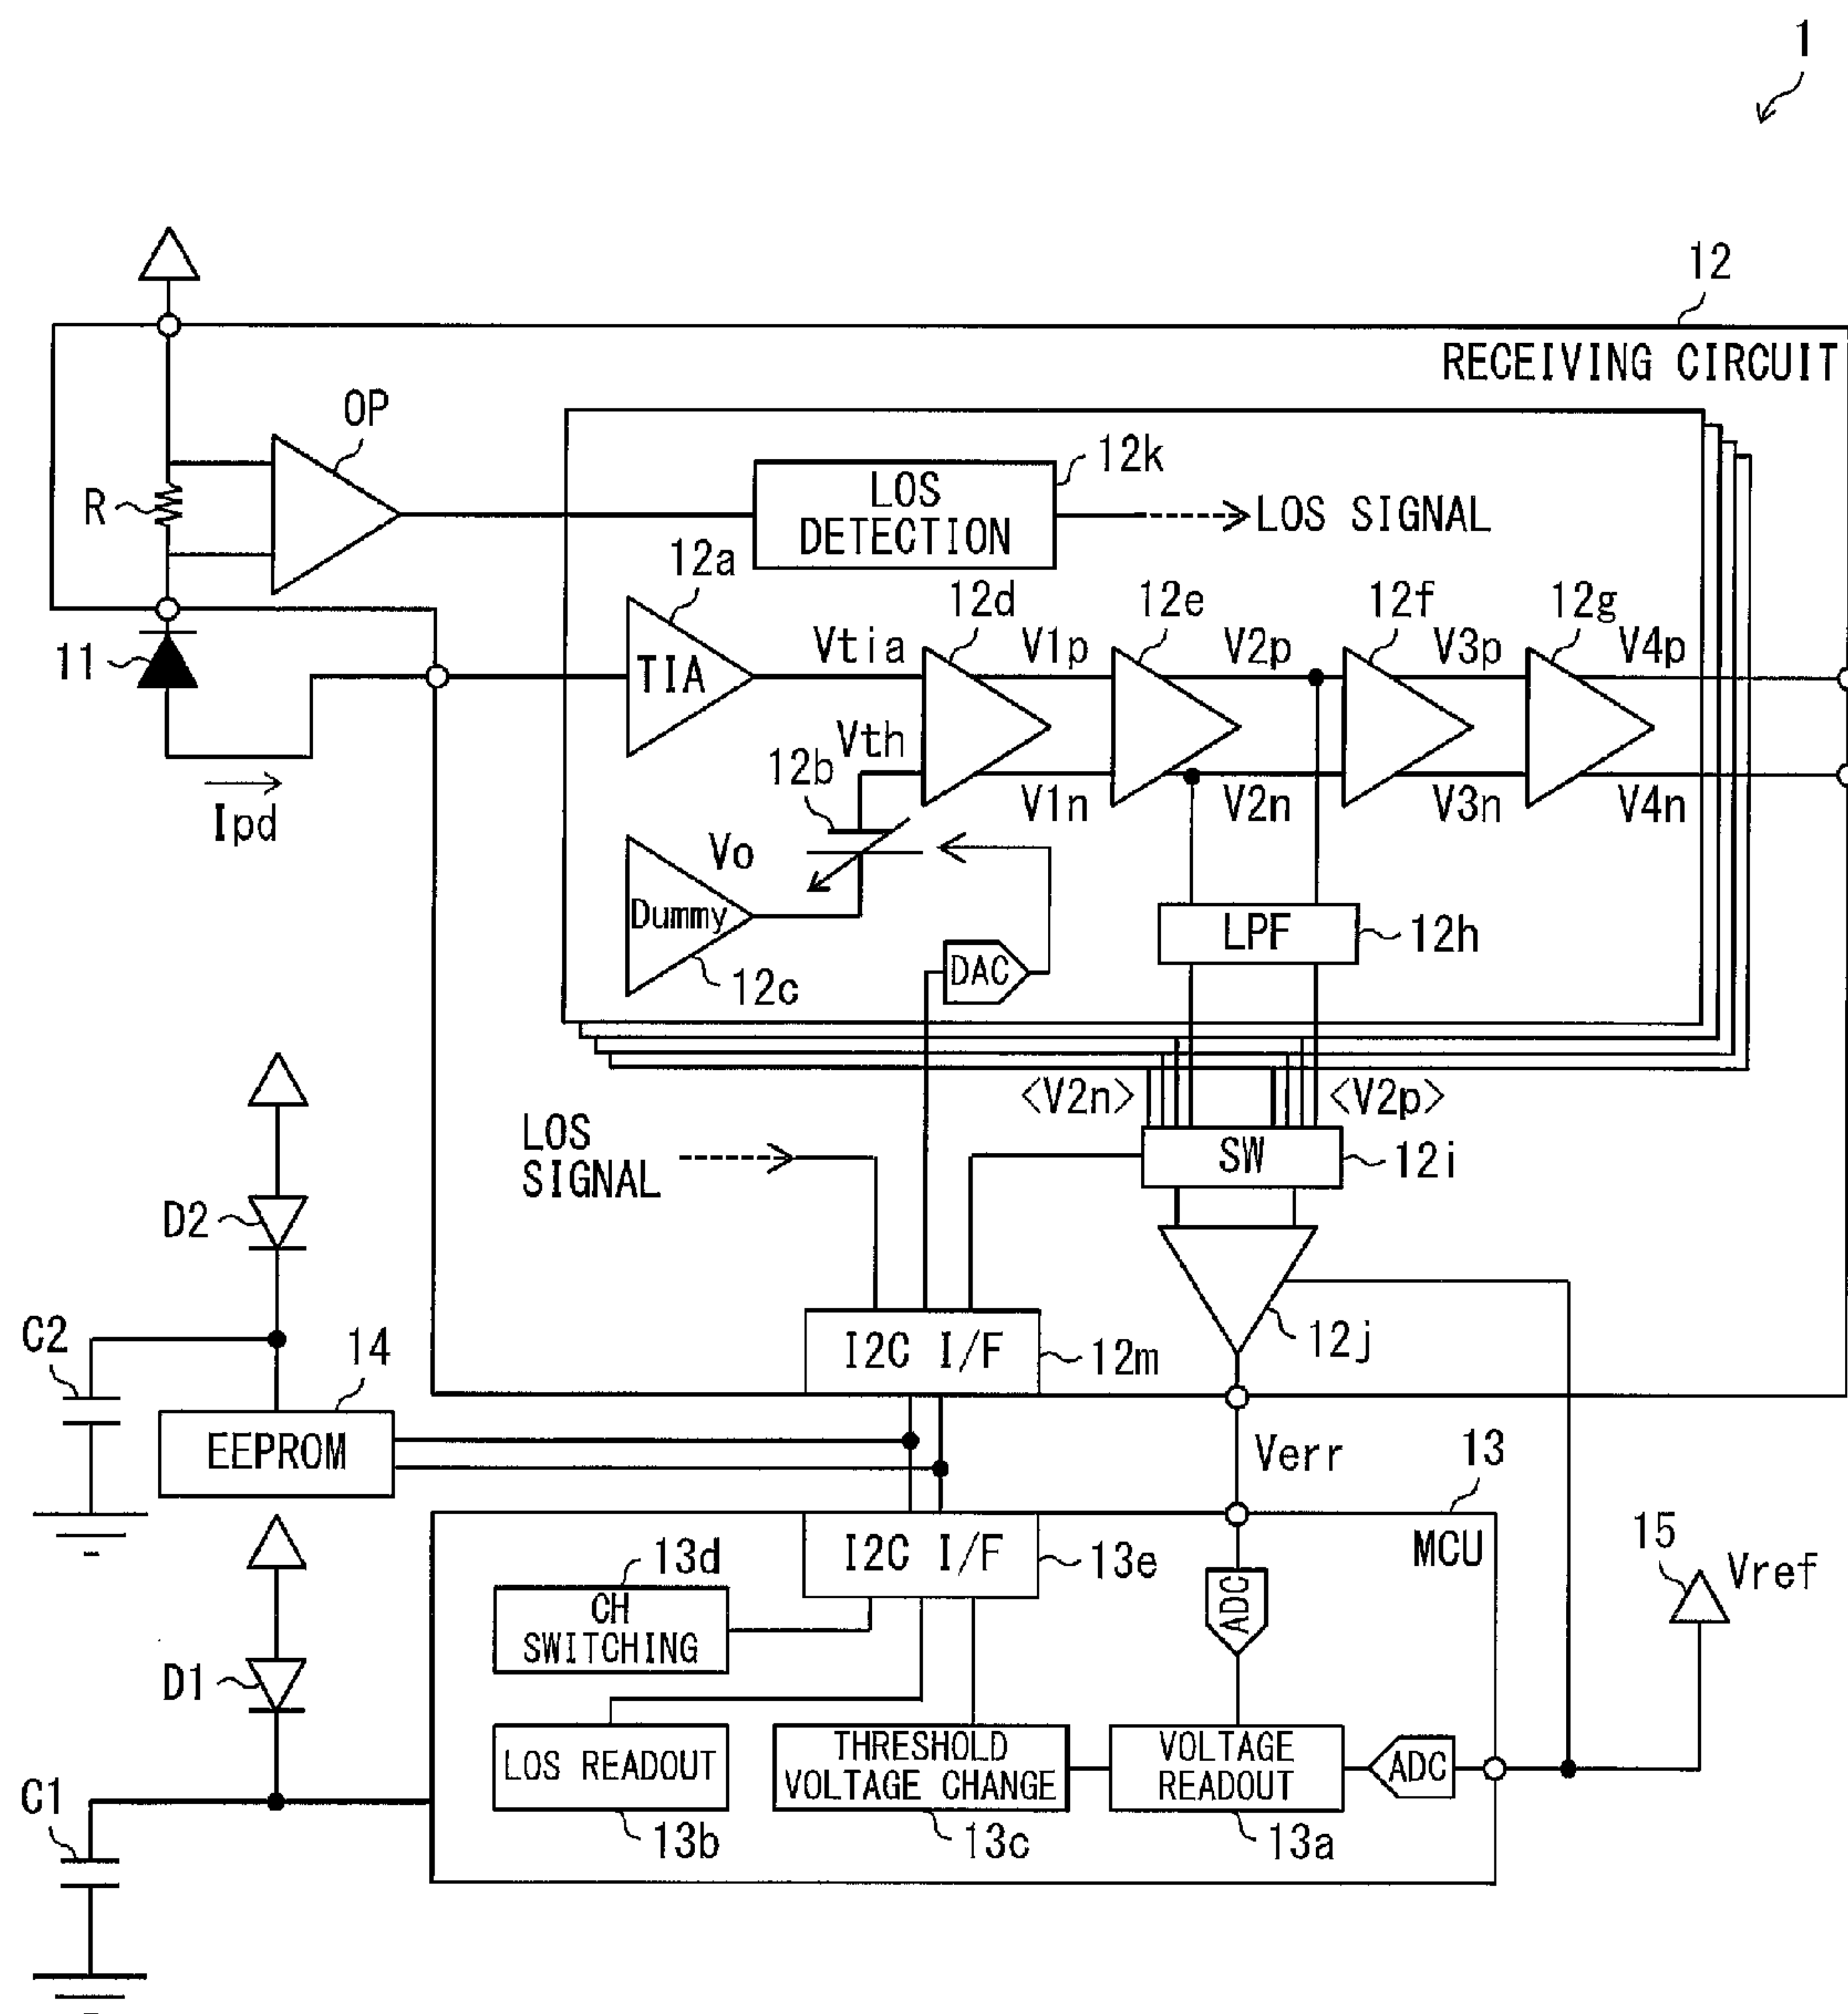 1
12
RECEIVING CIRCUIT
OP
R
12k
LOS
DETECTION
LOS SIGNAL
12a
TIA
11
Ipd
Vtia
12d
V1p
12e
V2p
12f
V3p
12g
V4p
Vth
12b
V1n
V2n
V3n
V4n
Vo
Dummy
12c
DAC
LPF
12h
<V2n>
<V2p>
LOS
SIGNAL
SW
12i
D2
12j
C2
14
I2C I/F
12m
EEPROM
Verr
13
MCU
I2C I/F
13e
13d
CH
SWITCHING
ADC
15
Vref
D1
LOS READOUT
THRESHOLD
VOLTAGE CHANGE
VOLTAGE
READOUT
ADC
C1
13b
13c
13a